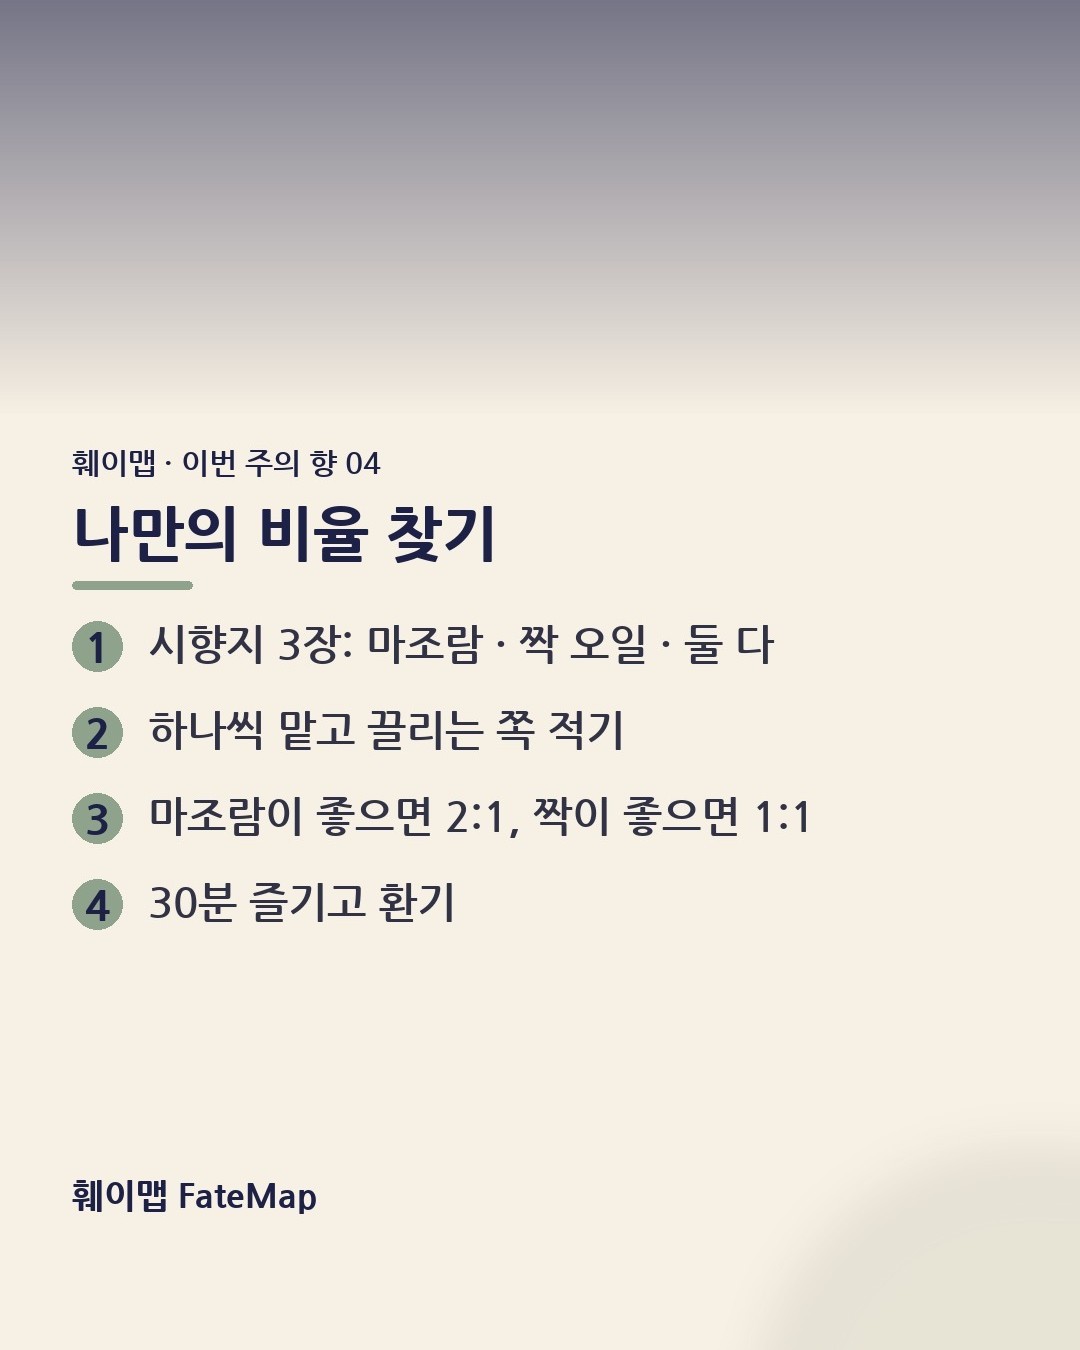 훼이맵 · 이번 주의 향 04
나만의 비율 찾기
1 시향지 3장: 마조람 · 짝 오일 · 둘 다
2 하나씩 맡고 끌리는 쪽 적기
3 마조람이 좋으면 2:1, 짝이 좋으면 1:1
4 30분 즐기고 환기
훼이맵 FateMap